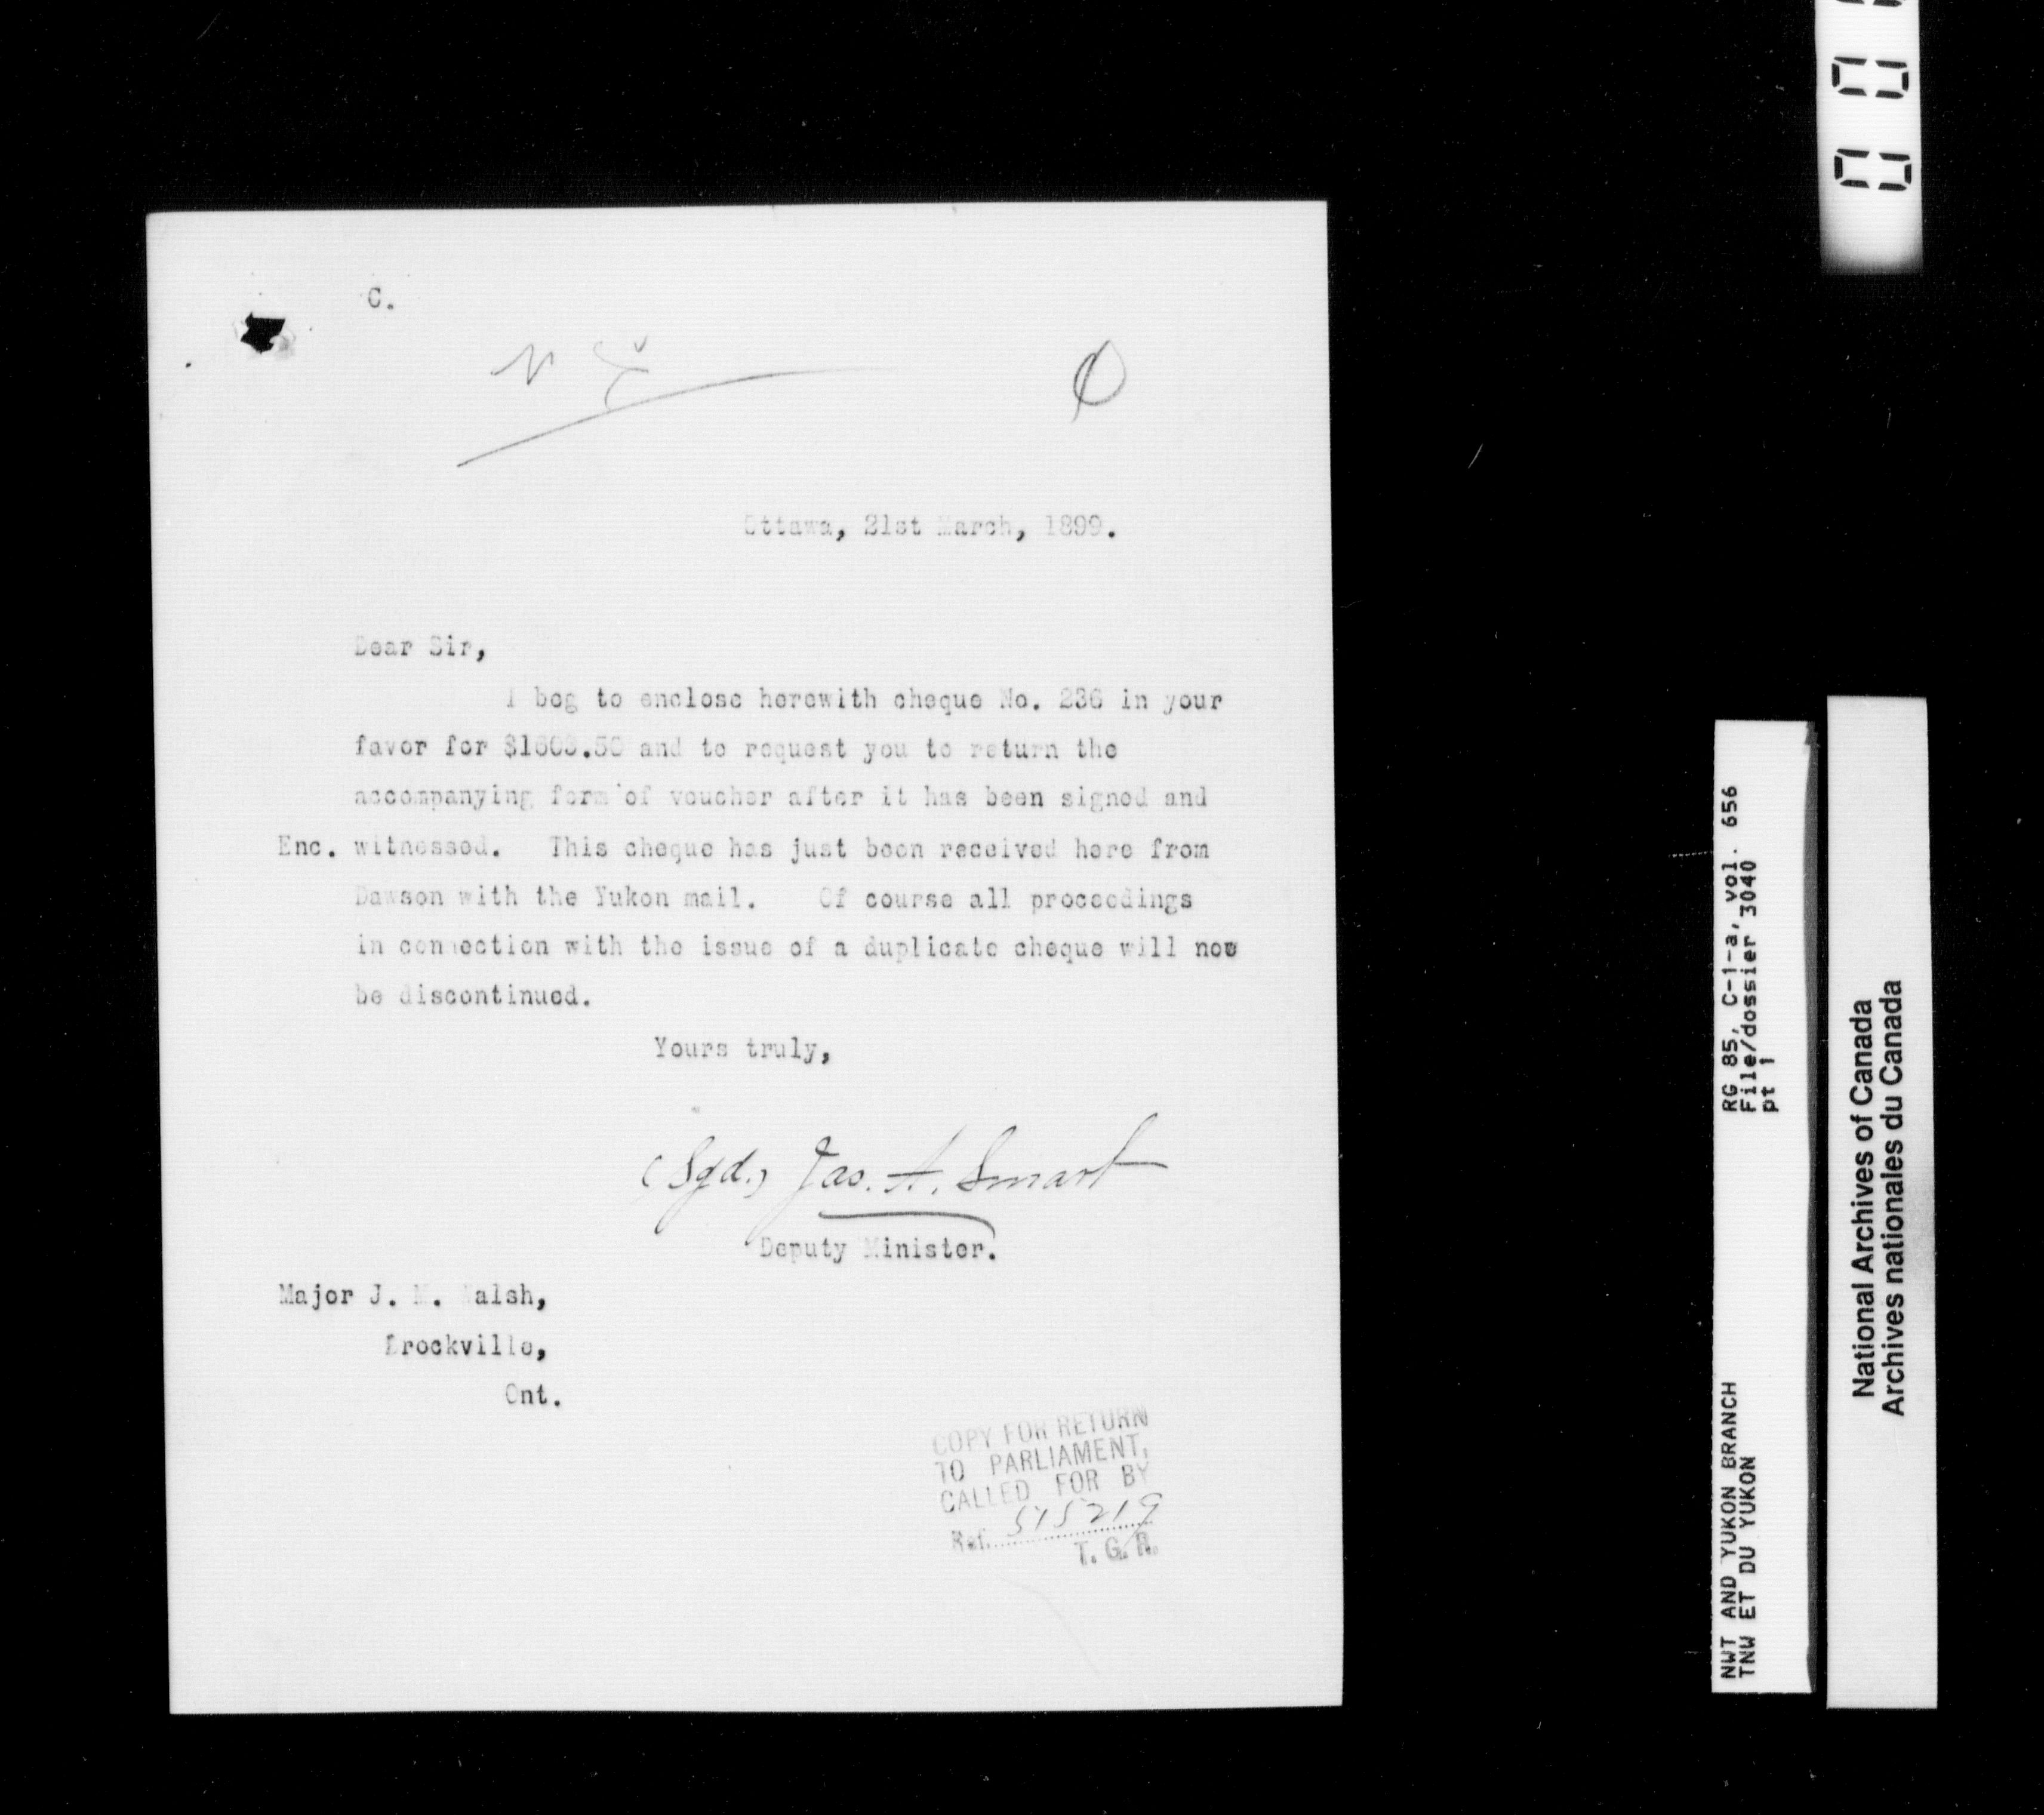 C.
Ottawa, 21st March, 1899.
Dear Sir,
I beg to enclose herewith cheque No. 236 in your
favor for and to request you to return the
accompanying form of voucher after it has been signed and
Enc. witnessed. This cheque has just been received here from
Dawson with the Yukon mail. Of course all proceedings
in connection with the issue of a duplicate cheque will now
be discontinued.
Yours truly,
(Sgd.) Jas. A. Smart
Deputy Minister.
Major J. M. Walsh,
Brockville,
Ont.
COPY FOR RETURN
TO PARLIAMENT,
CALLED FOR BY
Ref. 515219
T. G. R.
RG 85, C-1-a, vol. 656
File/dossier 3040
pt 1
NWT AND YUKON BRANCH
TNW ET DU YUKON
National Archives of Canada
Archives nationales du Canada